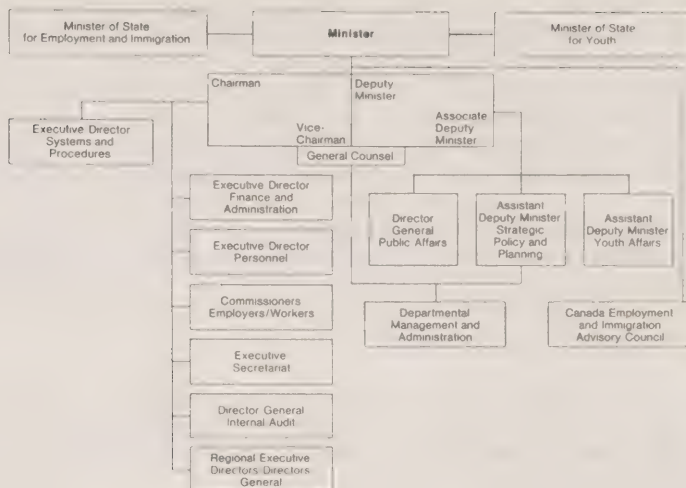 Minister of State
for Employment and Immigration
Minister
Minister of State
for Youth
Chairman
Deputy
Minister
Vice-
Chairman
Associate
Deputy
Minister
General Counsel
Executive Director
Systems and
Procedures
Executive Director
Finance and
Administration
Director
General
Public Affairs
Assistant
Deputy Minister
Strategic
Policy and
Planning
Assistant
Deputy Minister
Youth Affairs
Executive Director
Personnel
Commissioners
Employers/Workers
Departmental
Management and
Administration
Canada Employment
and Immigration
Advisory Council
Executive
Secretariat
Director General
Internal Audit
Regional Executive
Directors Directors
General